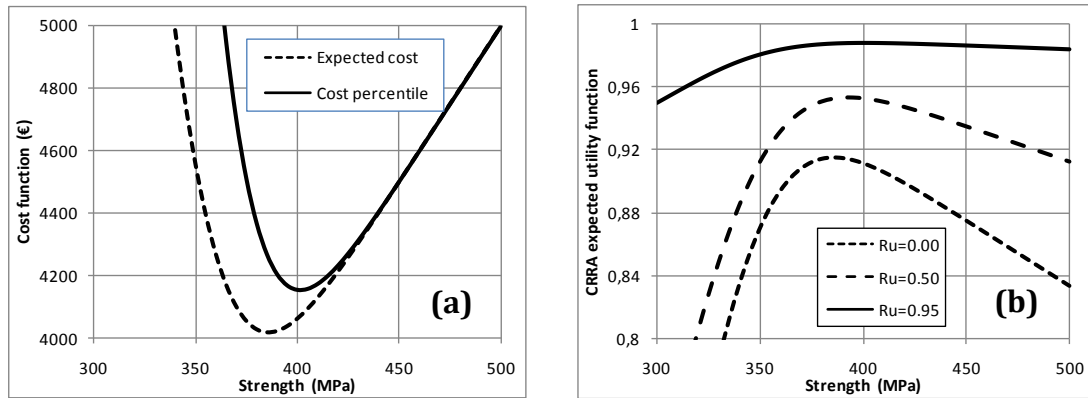 5000
4800
4600
4400
4200
4000
Cost function (€)
Expected cost
Cost percentile
(a)
300
350
400
450
500
Strength (MPa)
1
0,96
0,92
0,88
0,84
0,8
CRRA expected utility function
Ru=0.00
Ru=0.50
Ru=0.95
(b)
300
350
400
450
500
Strength (MPa)